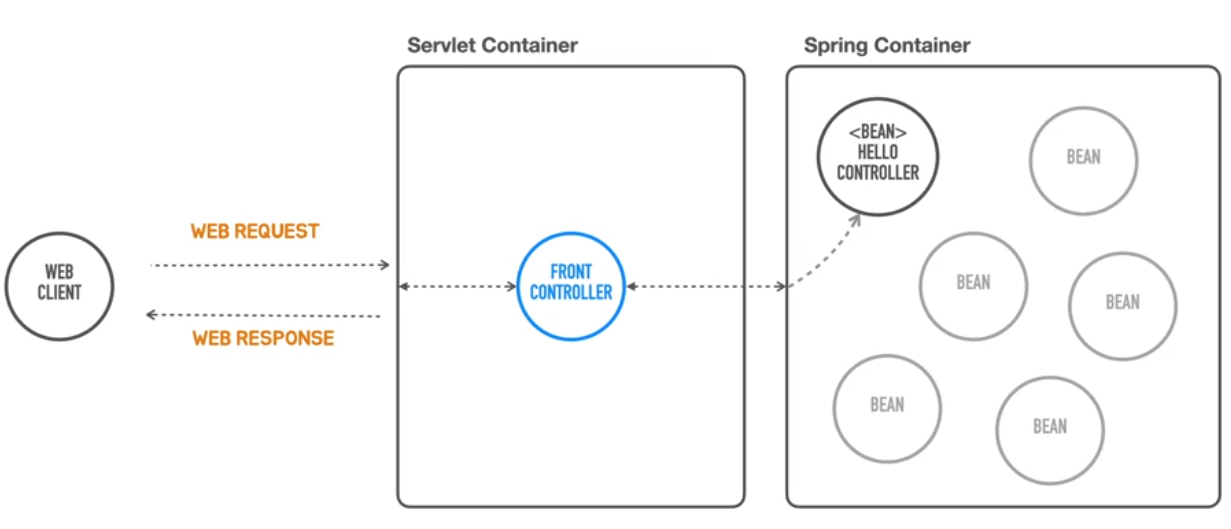 Servlet Container
Spring Container
<BEAN>
HELLO
CONTROLLER
BEAN
WEB REQUEST
WEB
CLIENT
FRONT
CONTROLLER
BEAN
BEAN
WEB RESPONSE
BEAN
BEAN